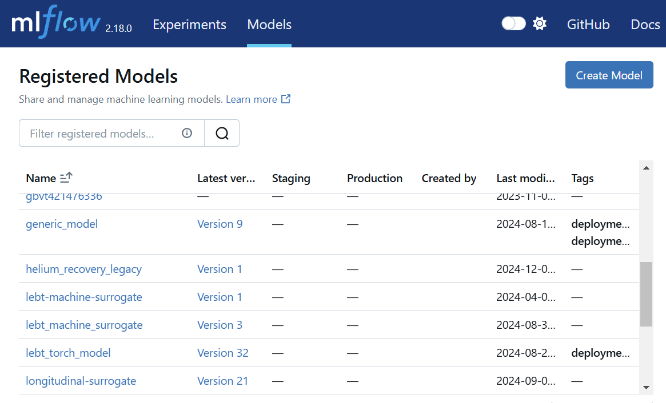 mlflow 2.18.0 Experiments Models GitHub Docs
Registered Models
Create Model
Share and manage machine learning models. Learn more
Filter registered models...
Name Latest ver... Staging Production Created by Last modi... Tags
gbvt421476336 — — — 2023-11-0... —
generic_model Version 9 — — 2024-08-1... deployme...
deployme...
helium_recovery_legacy Version 1 — — 2024-12-0... —
lebt-machine-surrogate Version 1 — — 2024-04-0... —
lebt_machine_surrogate Version 3 — — 2024-08-3... —
lebt_torch_model Version 32 — — 2024-08-2... deployme...
longitudinal-surrogate Version 21 — — 2024-09-0... —